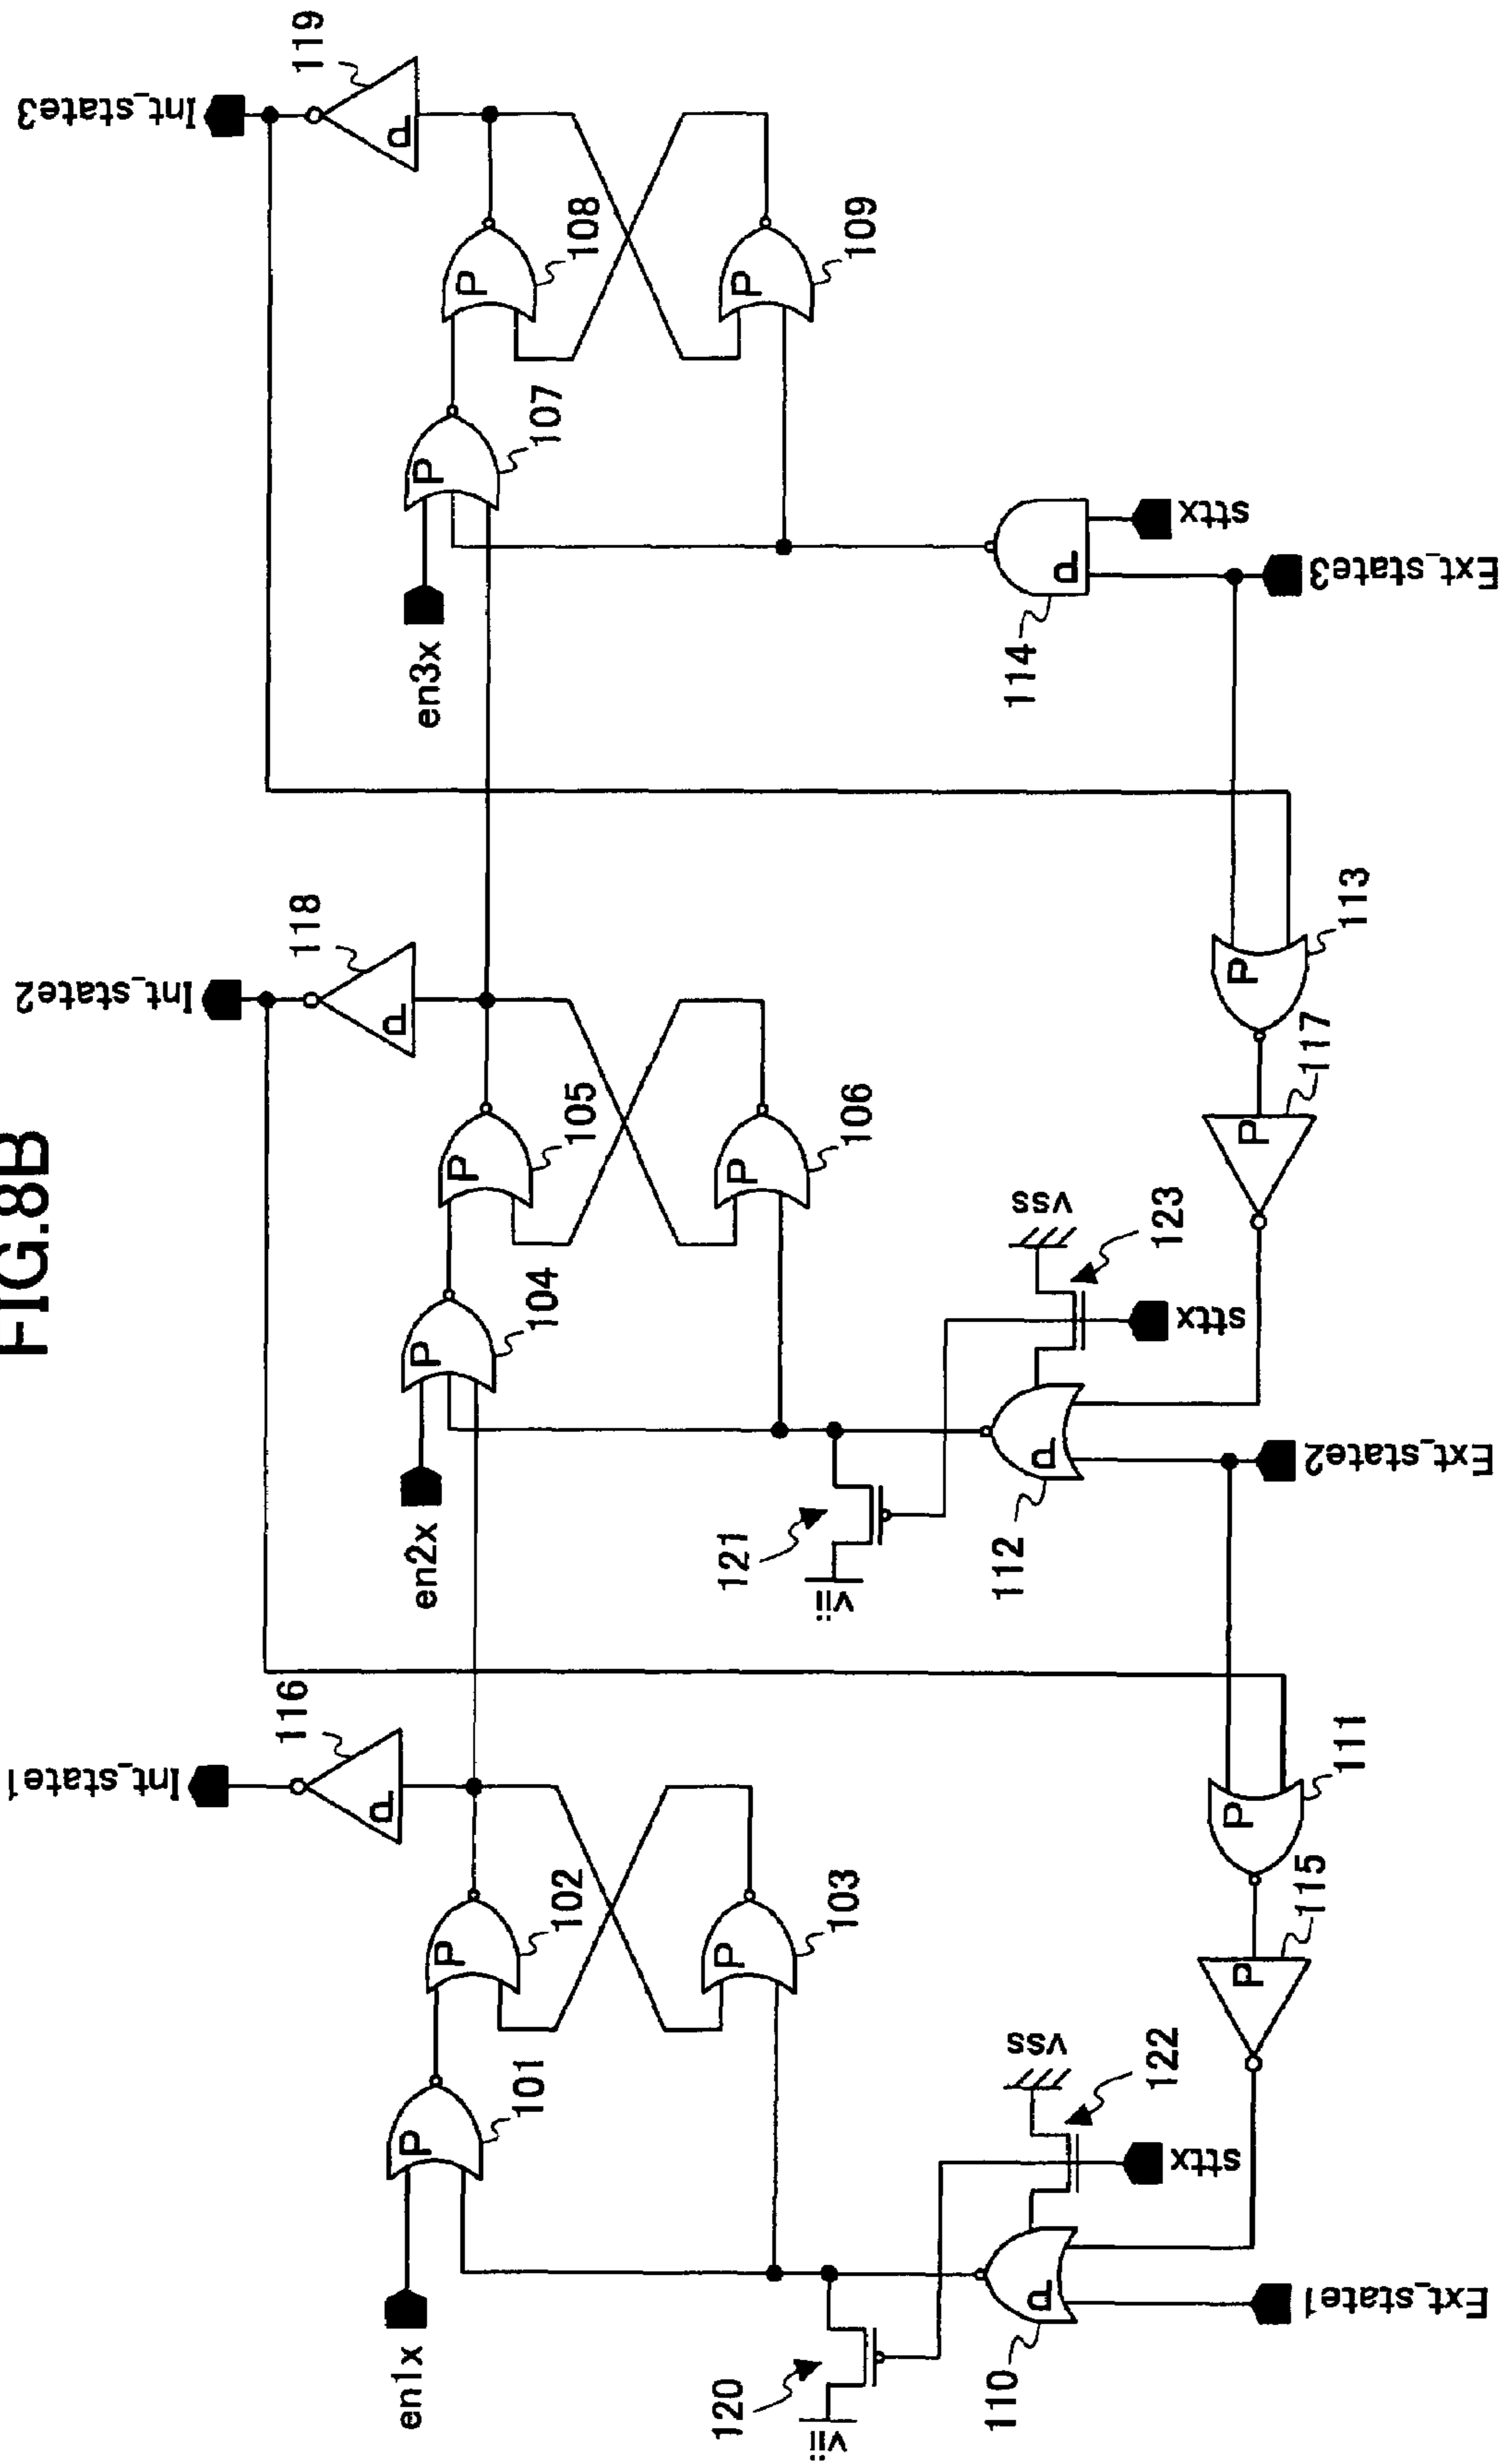 FIG.8B
Int_state1
Int_state2
Int_state3
116
118
119
P
P
P
en1x
P
101
P
102
P
103
en2x
P
104
P
105
P
106
en3x
P
107
P
108
P
109
120
vii
122
vss
sttx
110
P
121
vii
123
vss
sttx
112
P
114
P
sttx
Ext_state1
P
115
P
111
Ext_state2
P
117
P
113
Ext_state3